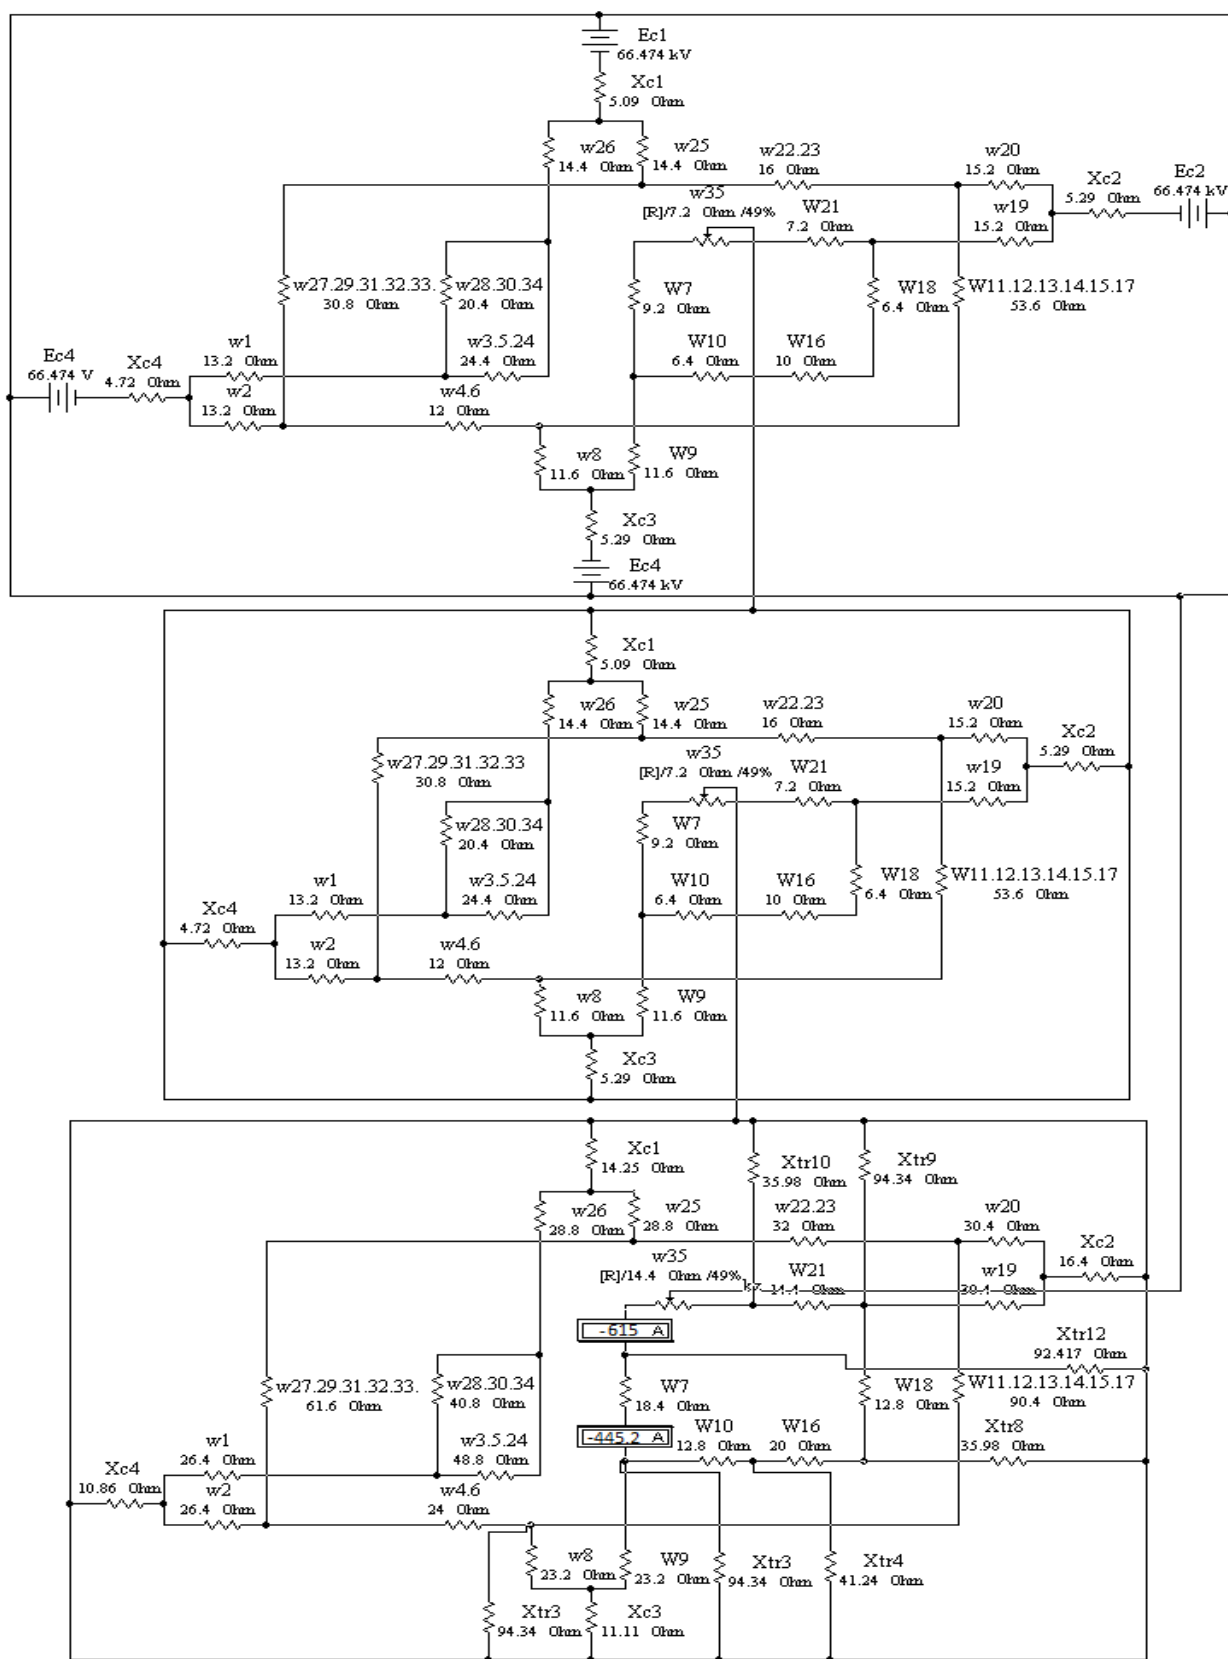 Ec1
66.474 kV
Xc1
5.09 Ohm
w26
14.4 Ohm
w25
14.4 Ohm
w22.23
16 Ohm
w20
15.2 Ohm
Xc2
5.29 Ohm
Ec2
66.474 kV
w35
[R]/7.2 Ohm /49%
W21
7.2 Ohm
w19
15.2 Ohm
w27.29.31.32.33.
30.8 Ohm
w28.30.34
20.4 Ohm
W7
9.2 Ohm
W18
6.4 Ohm
W11.12.13.14.15.17
53.6 Ohm
Ec4
66.474 V
Xc4
4.72 Ohm
w1
13.2 Ohm
w3.5.24
24.4 Ohm
W10
6.4 Ohm
W16
10 Ohm
w2
13.2 Ohm
w4.6
12 Ohm
w8
11.6 Ohm
W9
11.6 Ohm
Xc3
5.29 Ohm
Ec4
66.474 kV
Xc1
5.09 Ohm
w26
14.4 Ohm
w25
14.4 Ohm
w22.23
16 Ohm
w20
15.2 Ohm
Xc2
5.29 Ohm
w35
[R]/7.2 Ohm /49%
W21
7.2 Ohm
w19
15.2 Ohm
w27.29.31.32.33
30.8 Ohm
w28.30.34
20.4 Ohm
W7
9.2 Ohm
W18
6.4 Ohm
W11.12.13.14.15.17
53.6 Ohm
Xc4
4.72 Ohm
w1
13.2 Ohm
w3.5.24
24.4 Ohm
W10
6.4 Ohm
W16
10 Ohm
w2
13.2 Ohm
w4.6
12 Ohm
w8
11.6 Ohm
W9
11.6 Ohm
Xc3
5.29 Ohm
Xc1
14.25 Ohm
Xtr10
35.98 Ohm
Xtr9
94.34 Ohm
w26
28.8 Ohm
w25
28.8 Ohm
w22.23
32 Ohm
w20
30.4 Ohm
Xc2
16.4 Ohm
w35
[R]/14.4 Ohm /49%
W21
14.4 Ohm
w19
30.4 Ohm
-615 A
Xtr12
92.417 Ohm
w27.29.31.32.33.
61.6 Ohm
w28.30.34
40.8 Ohm
W7
18.4 Ohm
W18
12.8 Ohm
W11.12.13.14.15.17
90.4 Ohm
-445.2 A
Xc4
10.86 Ohm
w1
26.4 Ohm
w3.5.24
48.8 Ohm
W10
12.8 Ohm
W16
20 Ohm
Xtr8
35.98 Ohm
w2
26.4 Ohm
w4.6
24 Ohm
w8
23.2 Ohm
W9
23.2 Ohm
Xtr3
94.34 Ohm
Xtr4
41.24 Ohm
Xtr3
94.34 Ohm
Xc3
11.11 Ohm